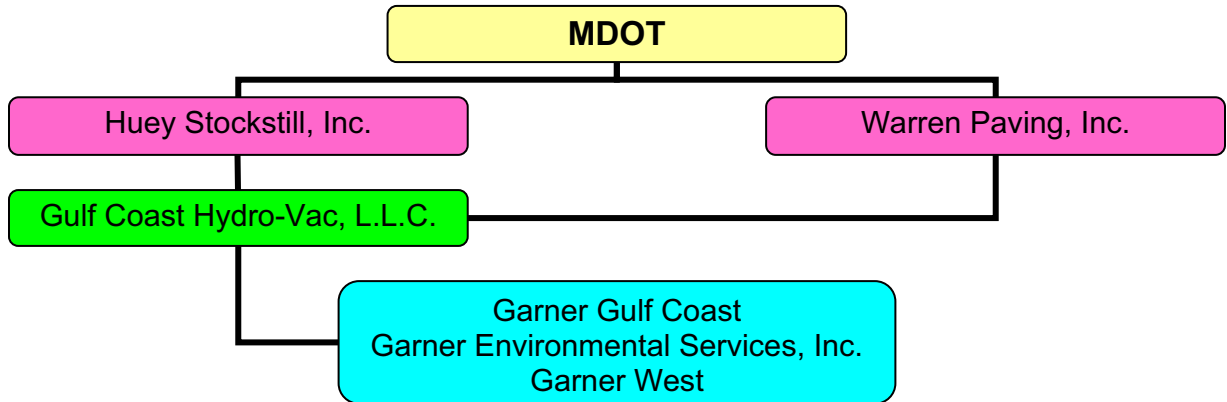 MDOT
Huey Stockstill, Inc.
Warren Paving, Inc.
Gulf Coast Hydro-Vac, L.L.C.
Garner Gulf Coast
Garner Environmental Services, Inc.
Garner West